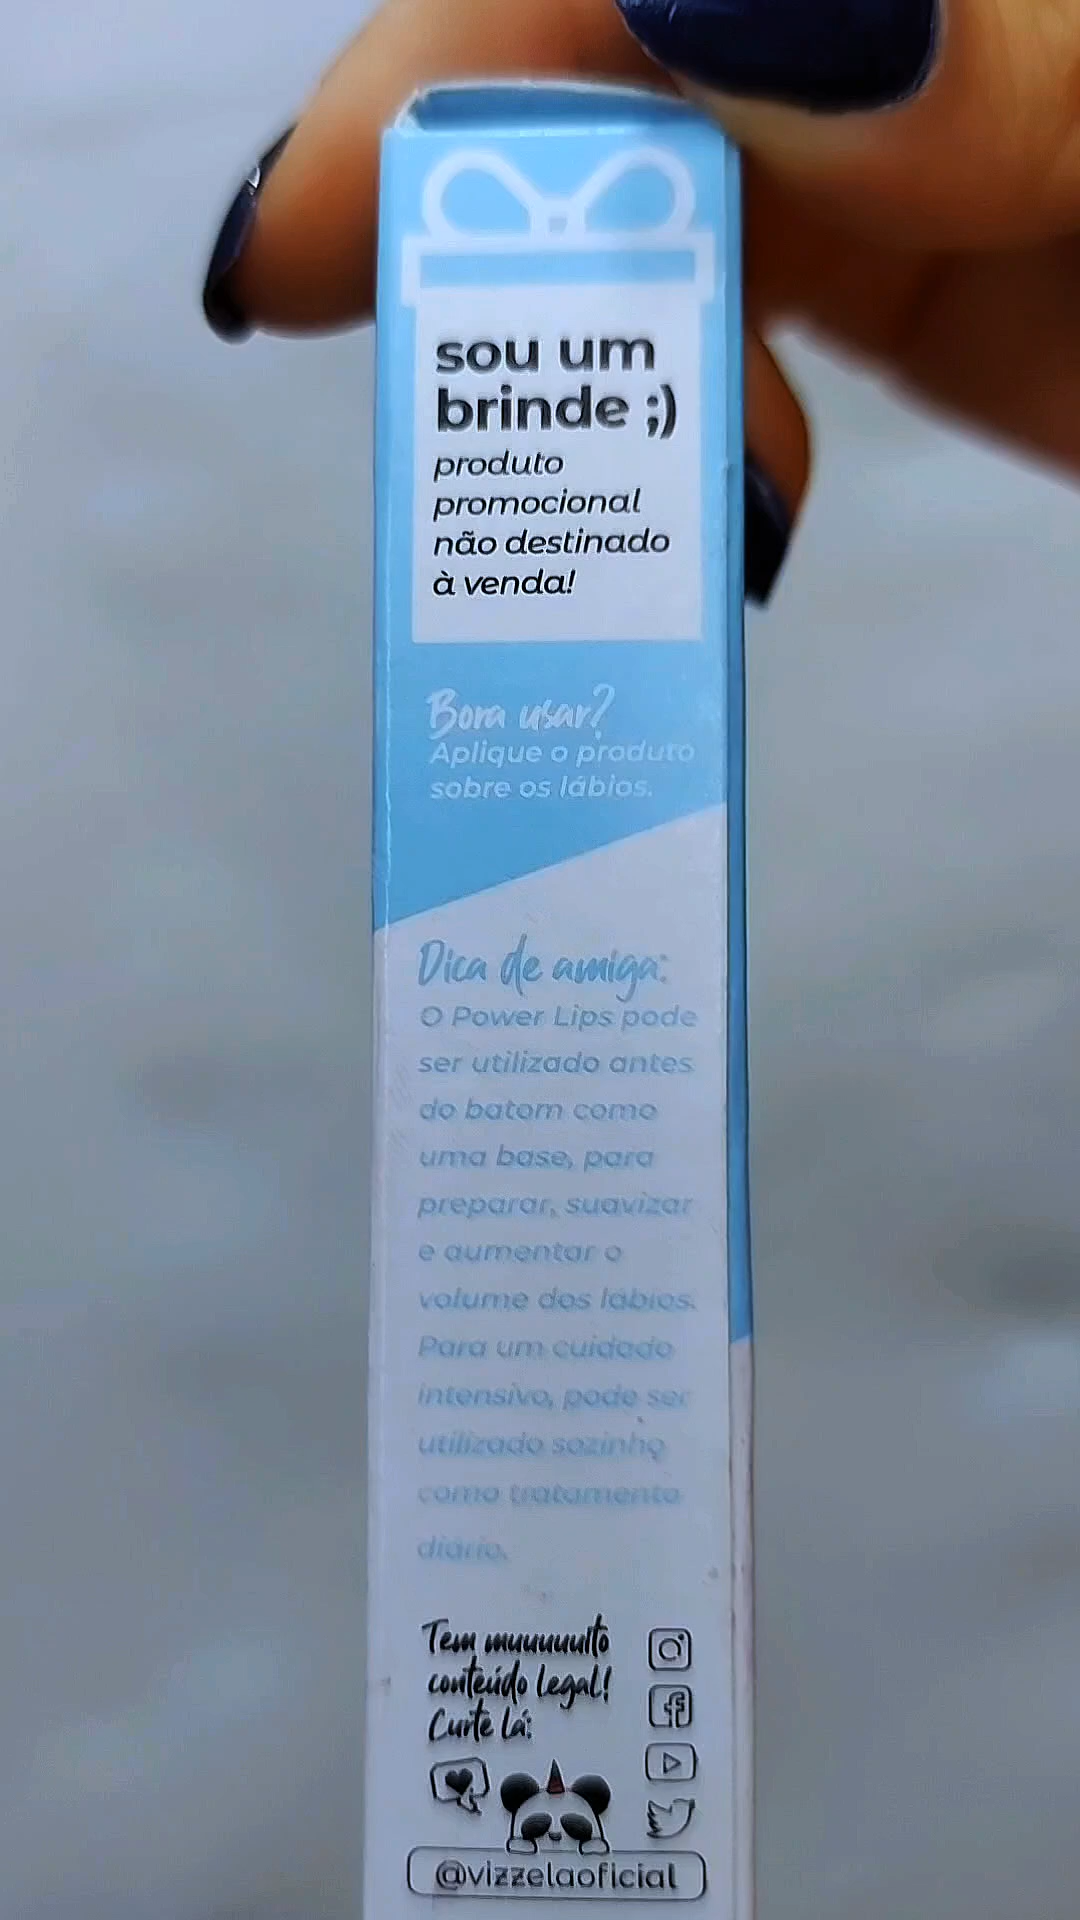 sou um
brinde ;)
produto
promocional
não destinado
à venda!
Bora usar?
Aplique o produto
sobre os lábios.
Dica de amiga:
O Power Lips pode
ser utilizado antes
do batom como
uma base, para
preparar, suavizar
e aumentar o
volume dos lábios.
Para um cuidado
intensivo, pode ser
utilizado sozinho
como tratamento
diário.
Tem muuuuuito
conteúdo legal!
Curte lá:
@vizzelaoficial